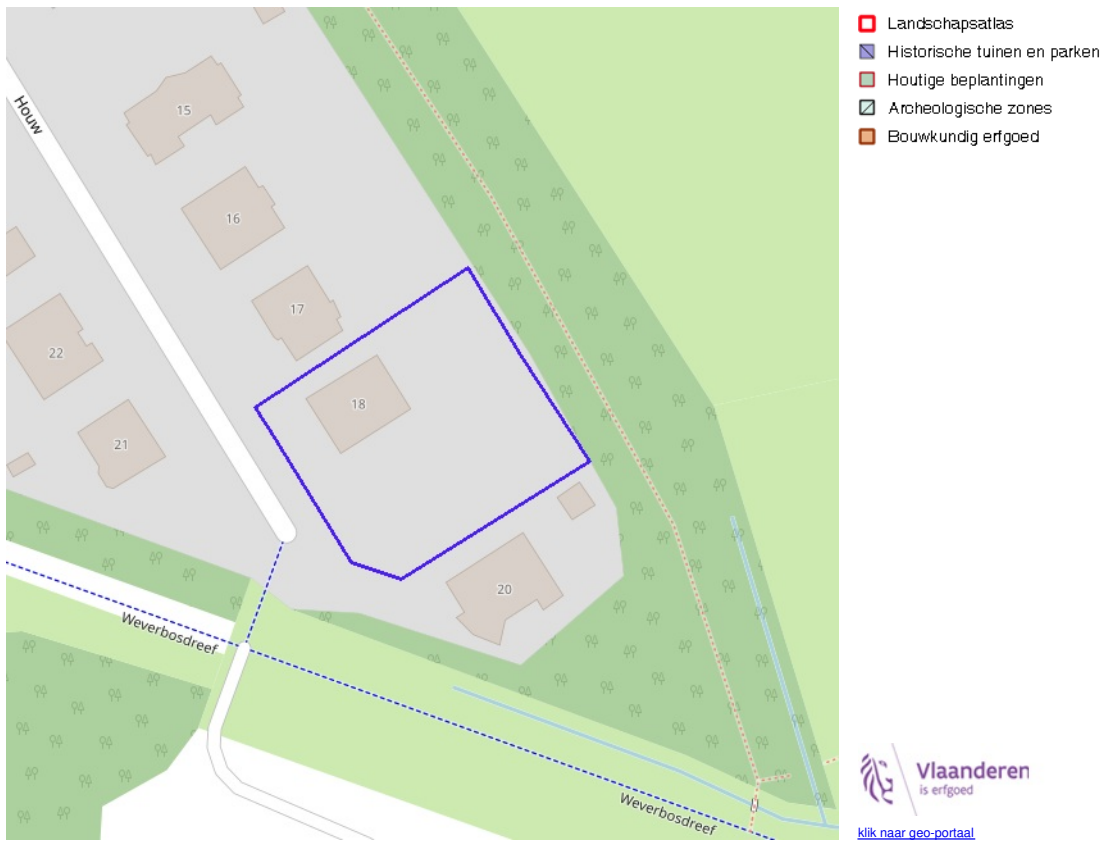 Houw
15
16
17
18
22
21
20
Weverbosdreef
Weverbosdreef
Landschapsatlas
Historische tuinen en parken
Houtige beplantingen
Archeologische zones
Bouwkundig erfgoed
Vlaanderen
is erfgoed
klik naar geo-portaal